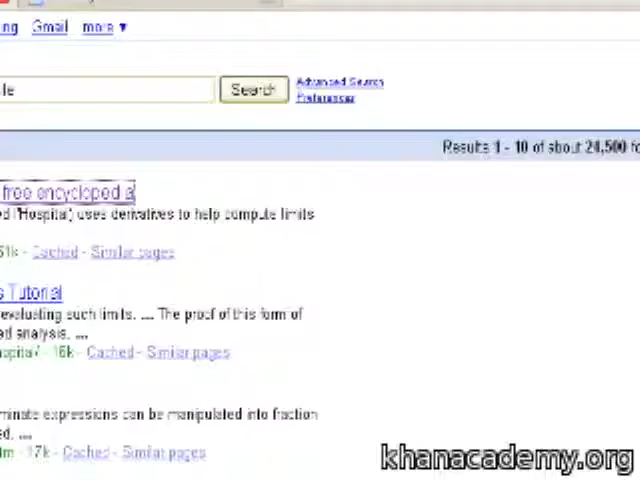 ng Gmail more ▼
le Search Advanced Search
Preferences
Results 1 - 10 of about 24,500 fo
free encycloped a
ed l'Hospital) uses derivatives to help compute limits
51k - Cached - Similar pages
s Tutorial
evaluating such limits. ... The proof of this form of
ed analysis. ...
ospital/ - 16k - Cached - Similar pages
minate expressions can be manipulated into fraction
ed. ...
tm - 17k - Cached - Similar pages
khanacademy.org